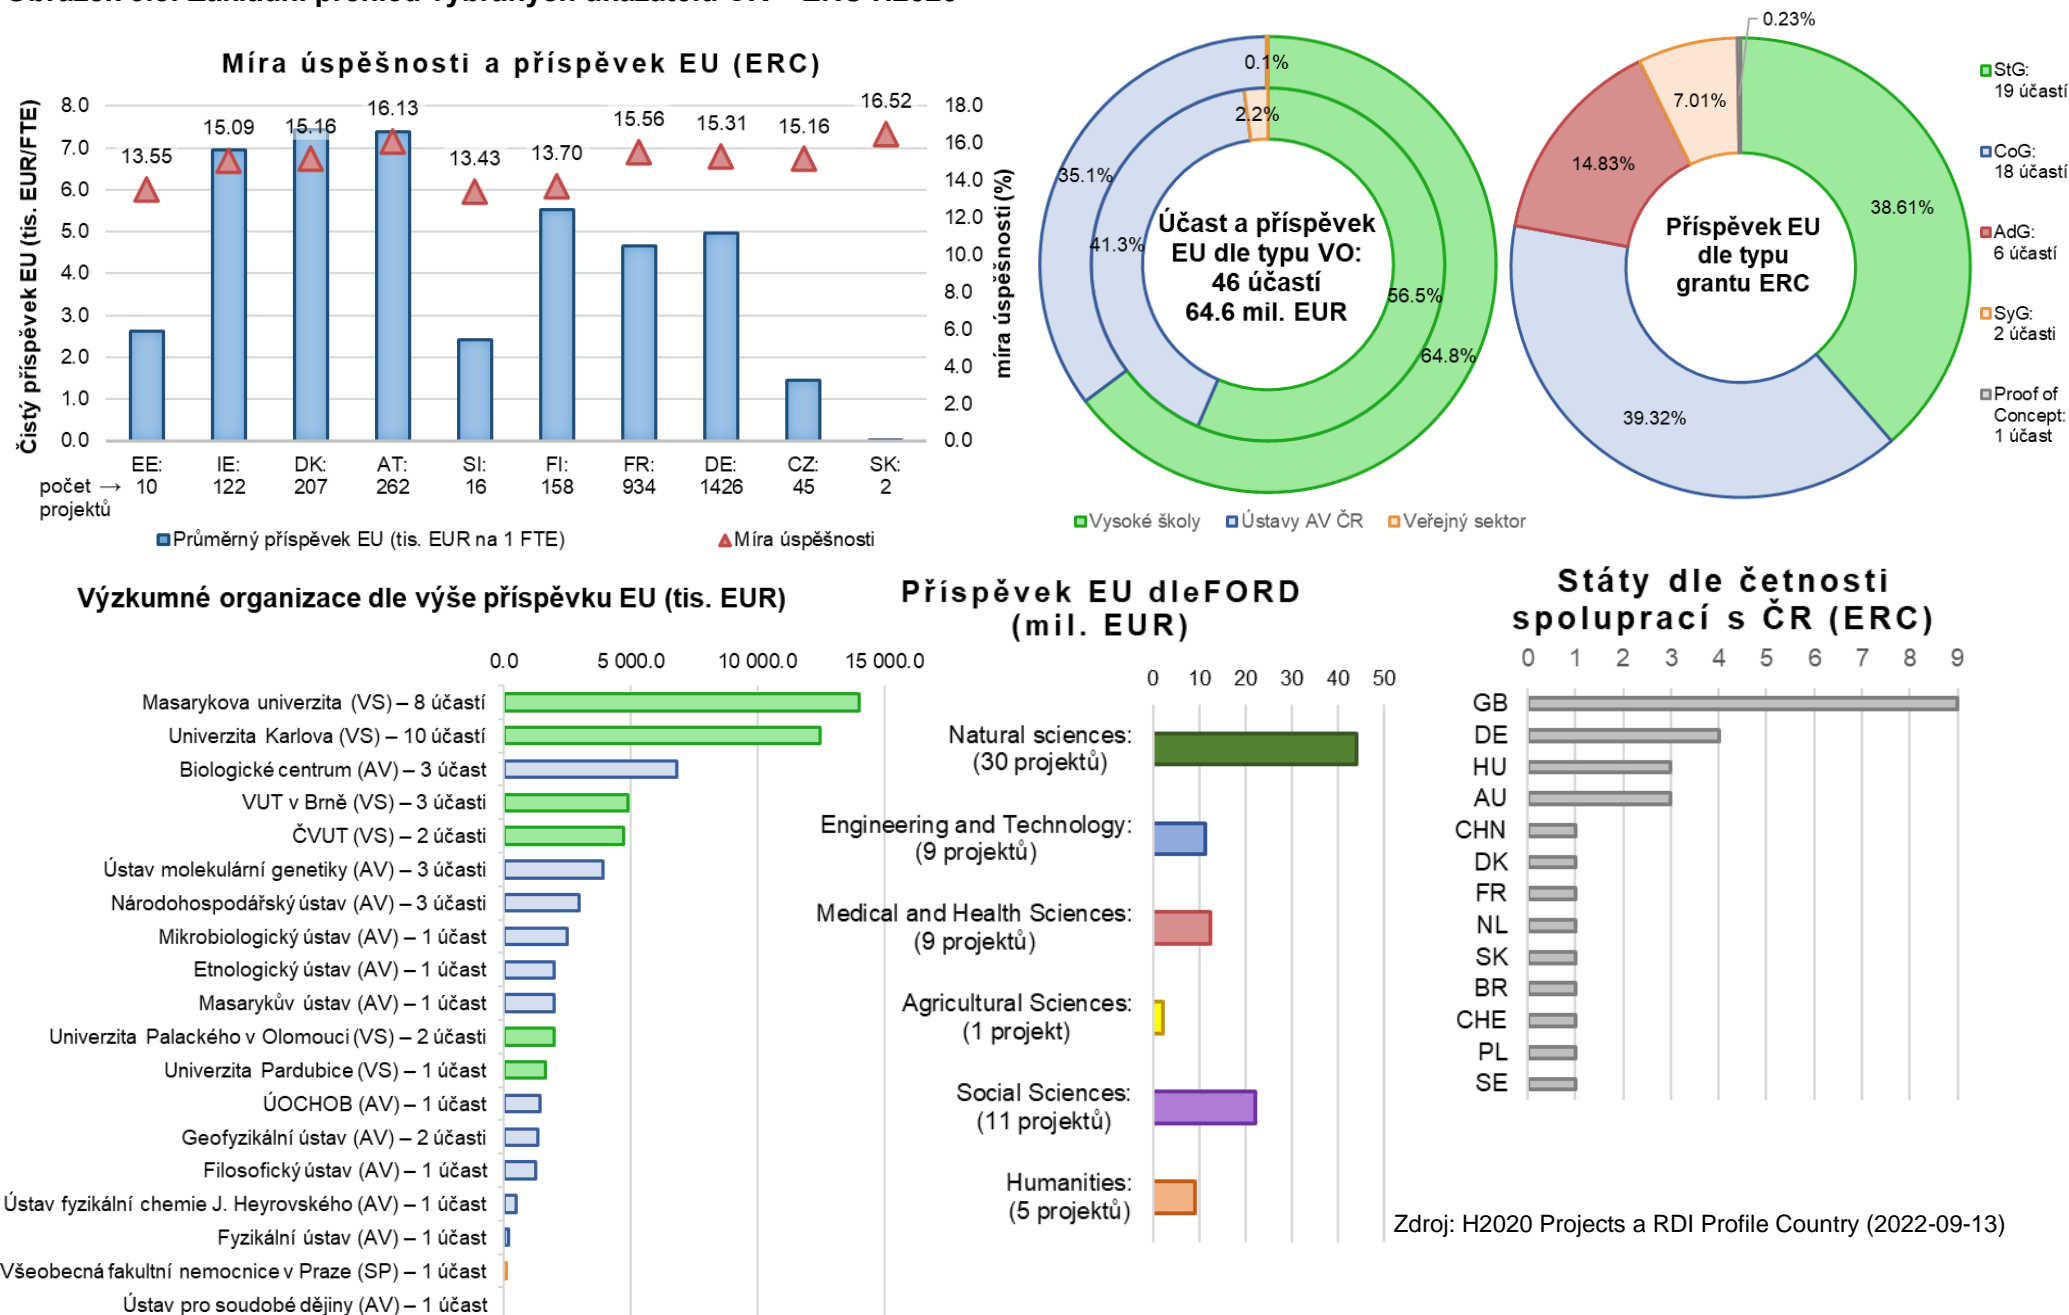 Míra úspěšnosti a příspěvek EU (ERC)
Čistý příspěvek EU (tis. EUR/FTE)
8.0
7.0
6.0
5.0
4.0
3.0
2.0
1.0
0.0
13.55
15.09
15.16
16.13
13.43
13.70
15.56
15.31
15.16
16.52
18.0
16.0
14.0
12.0
10.0
8.0
6.0
4.0
2.0
0.0
míra úspěšnosti (%)
EE: IE: DK: AT: SI: FI: FR: DE: CZ: SK:
počet → 10 122 207 262 16 158 934 1426 45 2
projektů
Průměrný příspěvek EU (tis. EUR na 1 FTE)
Míra úspěšnosti
0.1%
2.2%
35.1%
41.3%
56.5%
64.8%
Účast a příspěvek
EU dle typu VO:
46 účastí
64.6 mil. EUR
Vysoké školy
Ústavy AV ČR
Veřejný sektor
0.23%
7.01%
14.83%
38.61%
39.32%
Příspěvek EU
dle typu
grantu ERC
StG:
19 účastí
CoG:
18 účastí
AdG:
6 účastí
SyG:
2 účasti
Proof of
Concept:
1 účast
Výzkumné organizace dle výše příspěvku EU (tis. EUR)
0.0 5 000.0 10 000.0 15 000.0
Masarykova univerzita (VS) – 8 účastí
Univerzita Karlova (VS) – 10 účastí
Biologické centrum (AV) – 3 účast
VUT v Brně (VS) – 3 účasti
ČVUT (VS) – 2 účasti
Ústav molekulární genetiky (AV) – 3 účasti
Národohospodářský ústav (AV) – 3 účasti
Mikrobiologický ústav (AV) – 1 účast
Etnologický ústav (AV) – 1 účast
Masarykův ústav (AV) – 1 účast
Univerzita Palackého v Olomouci (VS) – 2 účasti
Univerzita Pardubice (VS) – 1 účast
ÚOCHOB (AV) – 1 účast
Geofyzikální ústav (AV) – 2 účasti
Filosofický ústav (AV) – 1 účast
Ústav fyzikální chemie J. Heyrovského (AV) – 1 účast
Fyzikální ústav (AV) – 1 účast
Všeobecná fakultní nemocnice v Praze (SP) – 1 účast
Ústav pro soudobé dějiny (AV) – 1 účast
Příspěvek EU dleFORD
(mil. EUR)
0 10 20 30 40 50
Natural sciences:
(30 projektů)
Engineering and Technology:
(9 projektů)
Medical and Health Sciences:
(9 projektů)
Agricultural Sciences:
(1 projekt)
Social Sciences:
(11 projektů)
Humanities:
(5 projektů)
Státy dle četnosti
spoluprací s ČR (ERC)
0 1 2 3 4 5 6 7 8 9
GB
DE
HU
AU
CHN
DK
FR
NL
SK
BR
CHE
PL
SE
Zdroj: H2020 Projects a RDI Profile Country (2022-09-13)